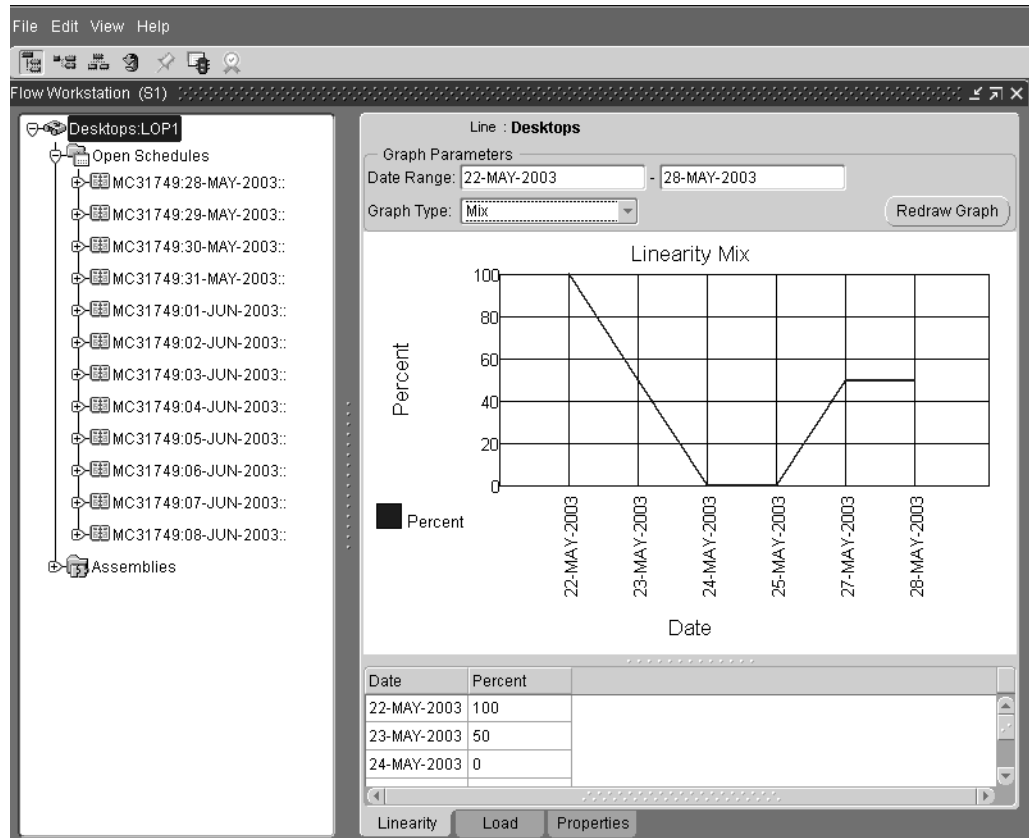 File Edit View Help
Flow Workstation (S1)
Desktops:LOP1
Open Schedules
MC31749:28-MAY-2003::
MC31749:29-MAY-2003::
MC31749:30-MAY-2003::
MC31749:31-MAY-2003::
MC31749:01-JUN-2003::
MC31749:02-JUN-2003::
MC31749:03-JUN-2003::
MC31749:04-JUN-2003::
MC31749:05-JUN-2003::
MC31749:06-JUN-2003::
MC31749:07-JUN-2003::
MC31749:08-JUN-2003::
Assemblies
Line : Desktops
Graph Parameters
Date Range: 22-MAY-2003 - 28-MAY-2003
Graph Type: Mix Redraw Graph
Linearity Mix
100
80
60
40
20
0
Percent
Percent
22-MAY-2003
23-MAY-2003
24-MAY-2003
25-MAY-2003
27-MAY-2003
28-MAY-2003
Date
Date Percent
22-MAY-2003 100
23-MAY-2003 50
24-MAY-2003 0
Linearity Load Properties